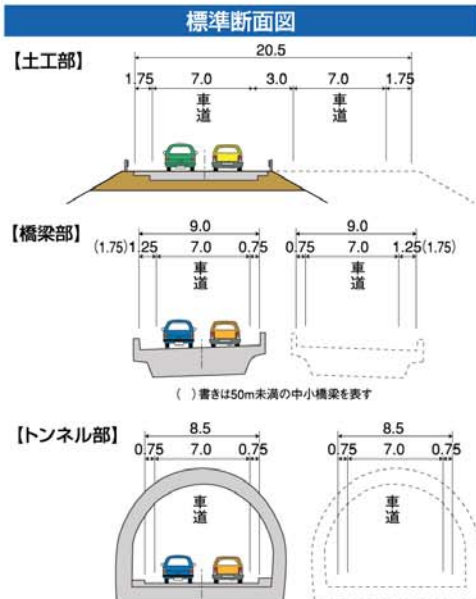 標準断面図
【土工部】
20.5
1.75 7.0 3.0 7.0 1.75
車道 車道
【橋梁部】
9.0 9.0
(1.75)1.25 7.0 0.75 0.75 7.0 1.25(1.75)
車道 車道
( )書きは50m未満の中小橋梁を表す
【トンネル部】
8.5 8.5
0.75 7.0 0.75 0.75 7.0 0.75
車道 車道